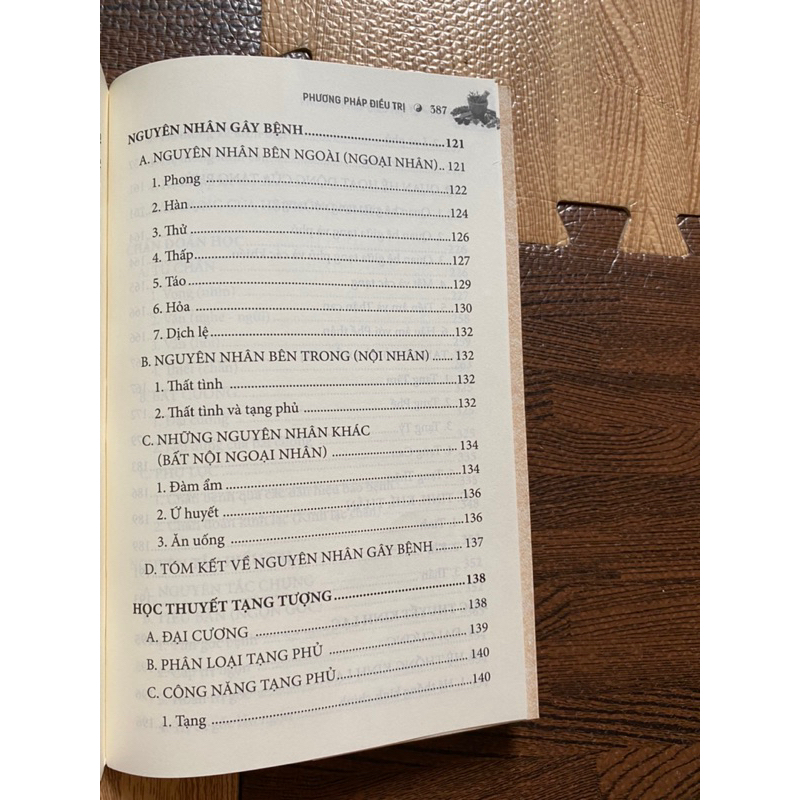 PHƯƠNG PHÁP ĐIỀU TRỊ 387
NGUYÊN NHÂN GÂY BỆNH 121
A. NGUYÊN NHÂN BÊN NGOÀI (NGOẠI NHÂN) 121
1. Phong 122
2. Hàn 124
3. Thử 126
4. Thấp 127
5. Táo 129
6. Hỏa 130
7. Dịch lệ 132
B. NGUYÊN NHÂN BÊN TRONG (NỘI NHÂN) 132
1. Thất tình 132
2. Thất tình và tạng phủ 132
C. NHỮNG NGUYÊN NHÂN KHÁC
(BẤT NỘI NGOẠI NHÂN) 134
1. Đàm ẩm 134
2. Ứ huyết 136
3. Ăn uống 136
D. TÓM KẾT VỀ NGUYÊN NHÂN GÂY BỆNH 137
HỌC THUYẾT TẠNG TƯỢNG 138
A. ĐẠI CƯƠNG 138
B. PHÂN LOẠI TẠNG PHỦ 139
C. CÔNG NĂNG TẠNG PHỦ 140
1. Tạng 140